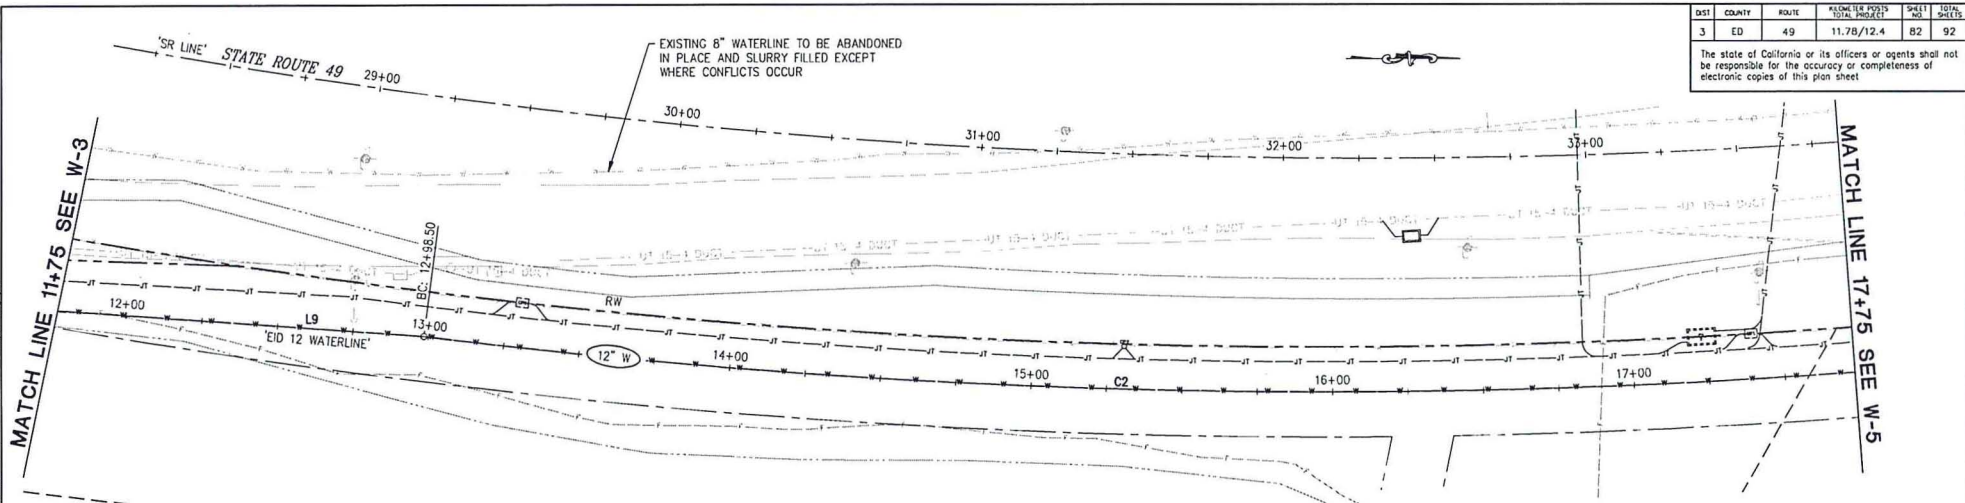 DIST COUNTY ROUTE KILOMETER POSTS TOTAL PROJECT SHEET NO. TOTAL SHEETS
3 ED 49 11.78/12.4 82 92
The state of California or its officers or agents shall not
be responsible for the accuracy or completeness of
electronic copies of this plan sheet
'SR LINE' STATE ROUTE 49
29+00
EXISTING 8" WATERLINE TO BE ABANDONED
IN PLACE AND SLURRY FILLED EXCEPT
WHERE CONFLICTS OCCUR
30+00
31+00
32+00
33+00
MATCH LINE 11+75 SEE W-3
MATCH LINE 17+75 SEE W-5
BC: 12+98.50
RW
12+00
L9
'EID 12 WATERLINE'
13+00
12" W
14+00
15+00
C2
16+00
17+00